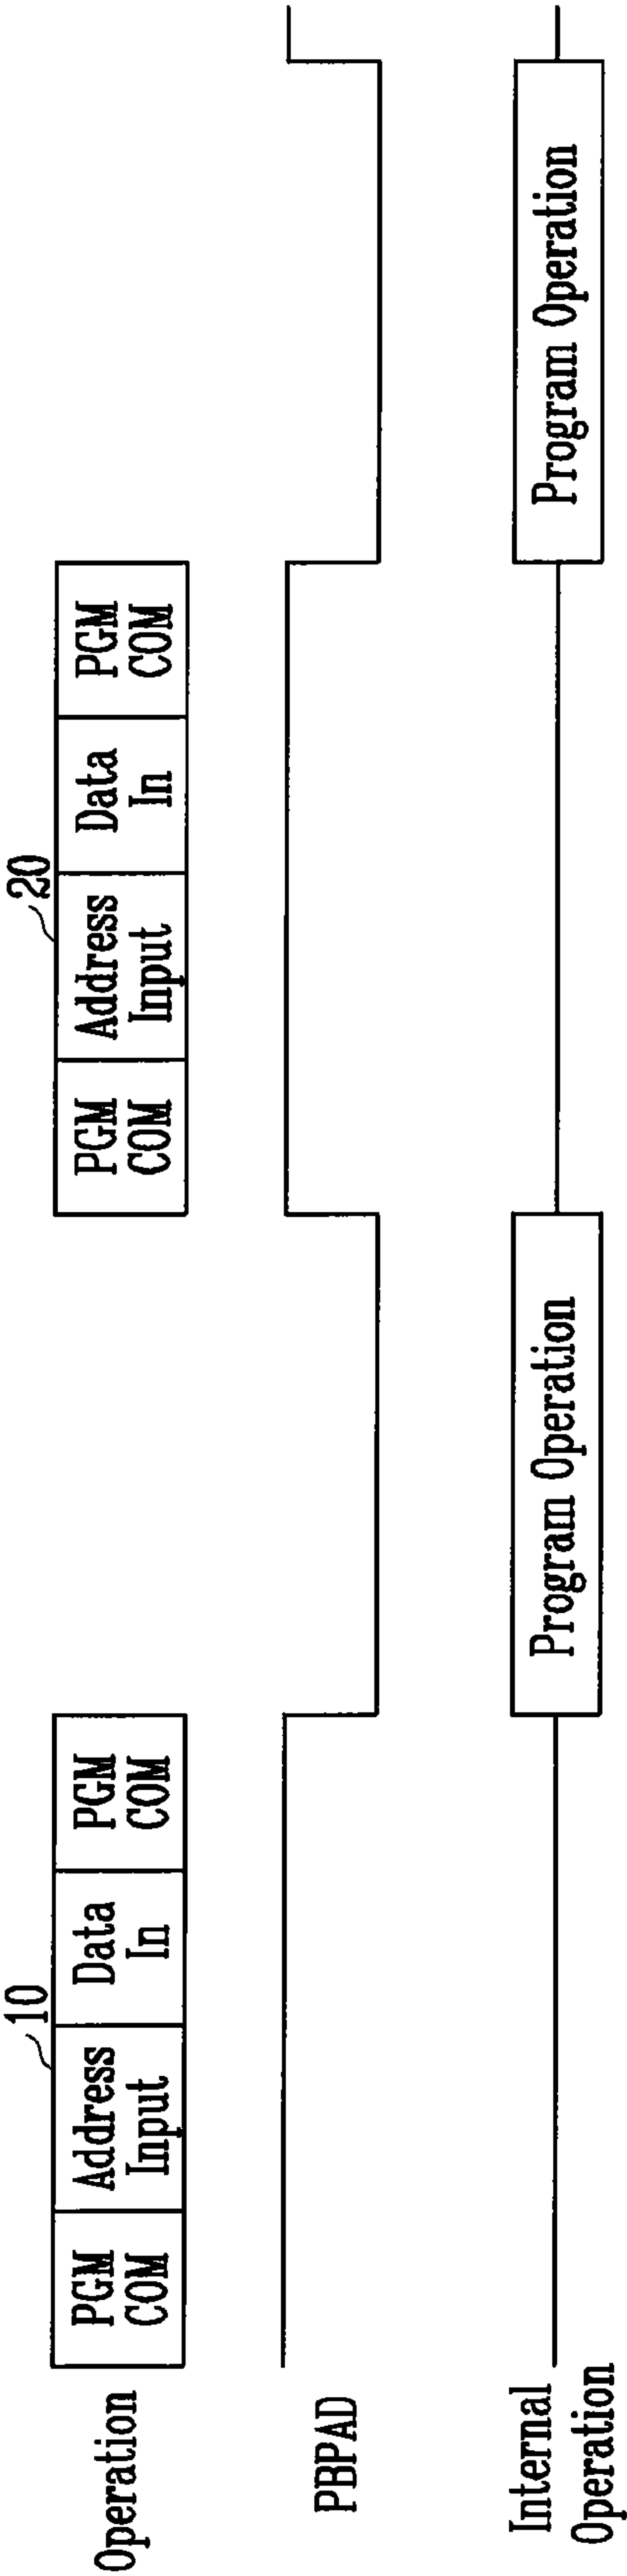 10
20
Operation
PGM
COM
Address
Input
Data
In
PGM
COM
PGM
COM
Address
Input
Data
In
PGM
COM
PBPAD
Internal
Operation
Program Operation
Program Operation